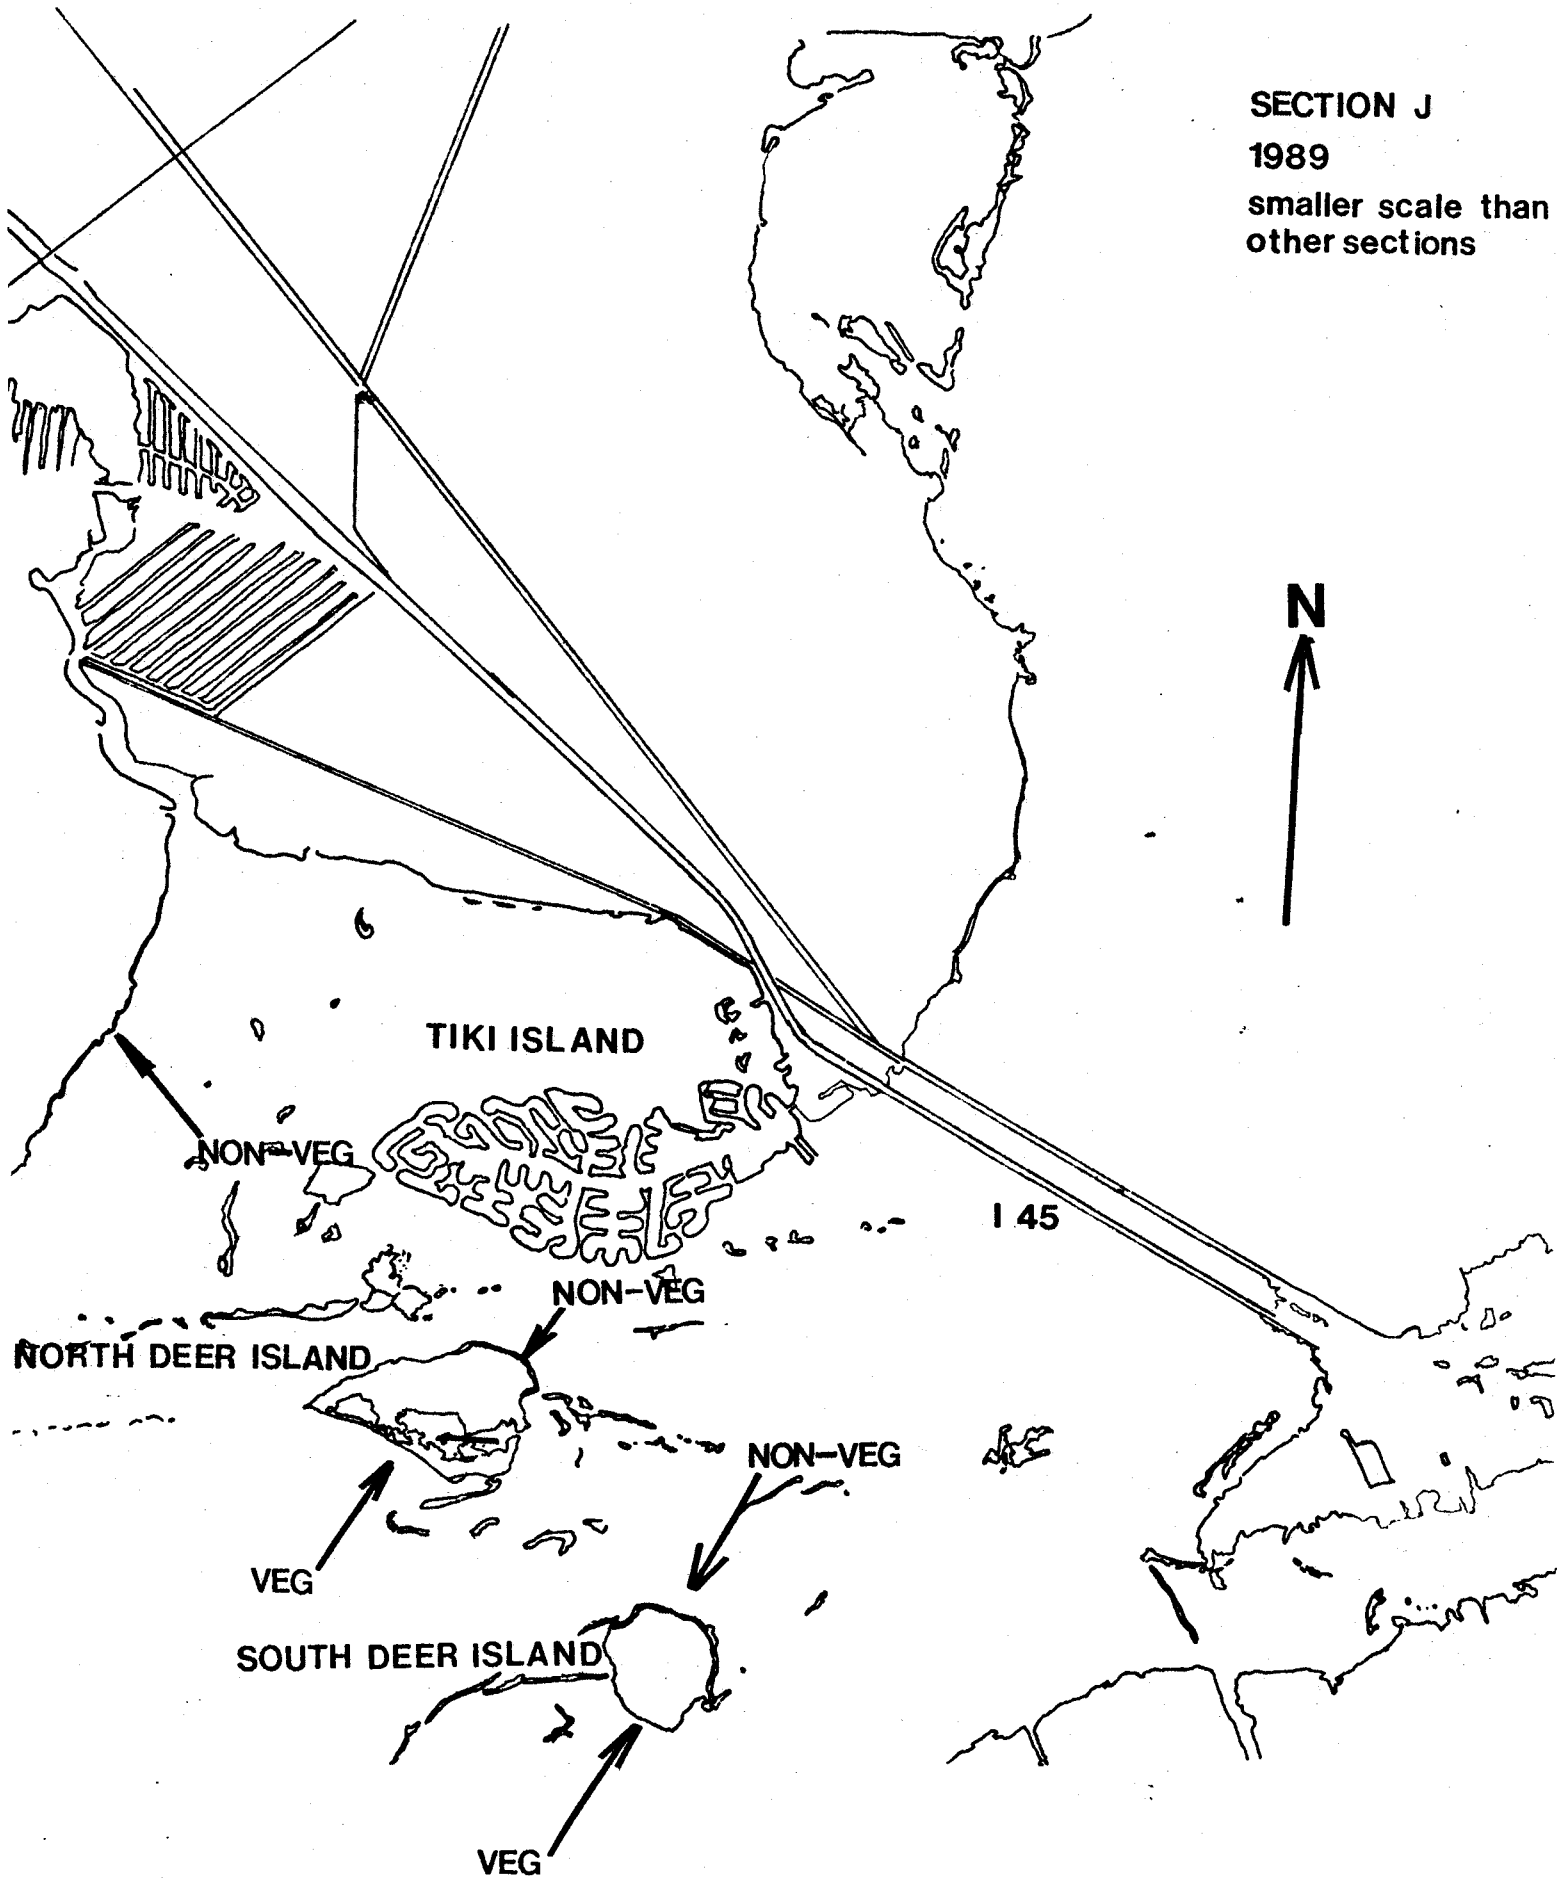 SECTION J
1989
smaller scale than
other sections
N
TIKI ISLAND
NON-VEG
I 45
NON-VEG
NORTH DEER ISLAND
NON-VEG
VEG
SOUTH DEER ISLAND
VEG